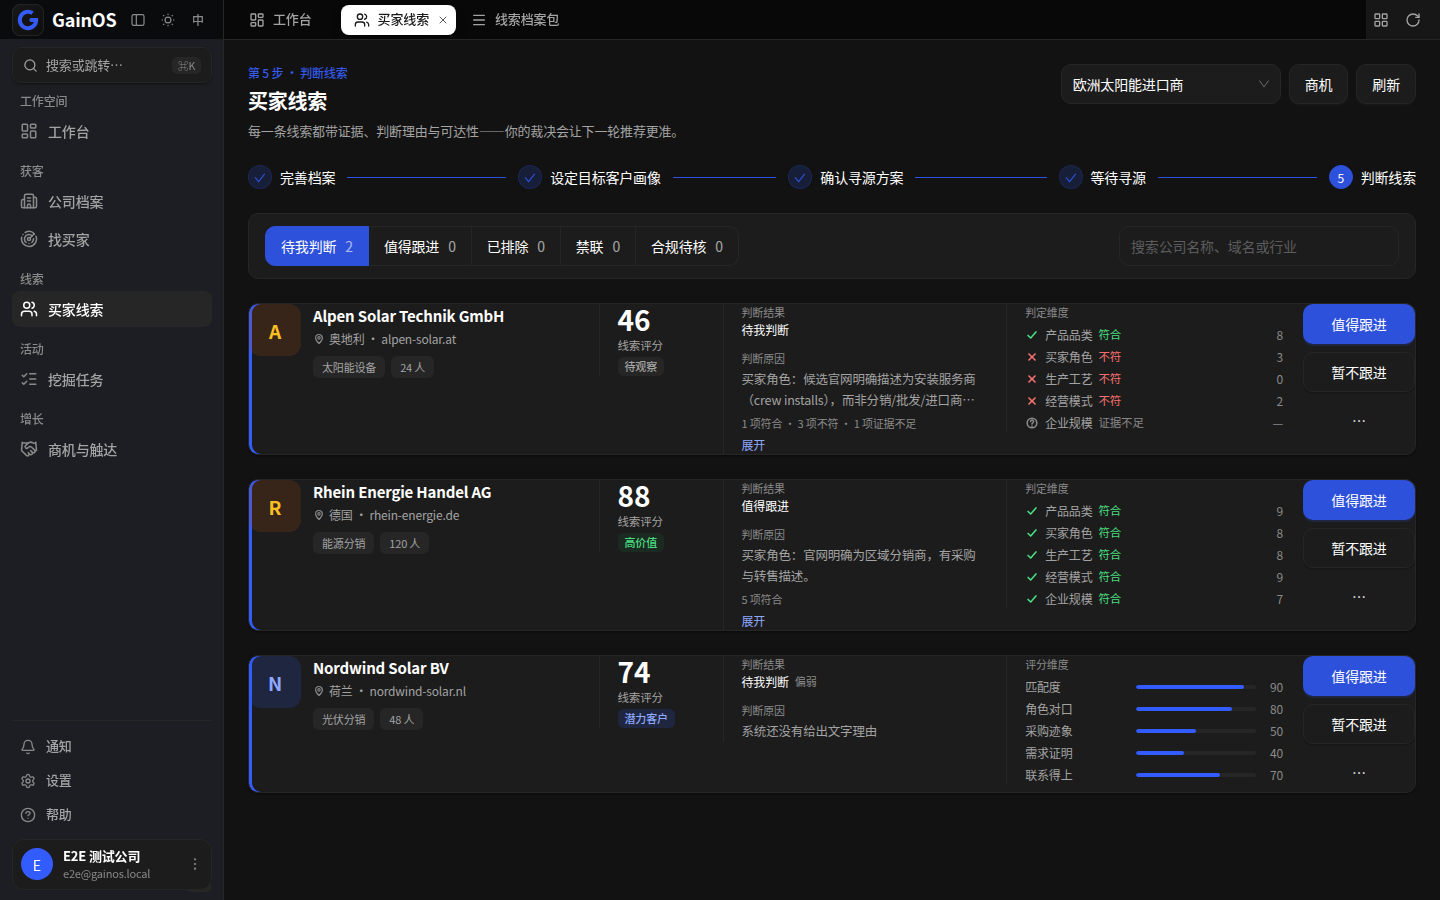 GainOS
中
工作台
买家线索
线索档案包
搜索或跳转…
⌘K
工作空间
工作台
获客
公司档案
找买家
线索
买家线索
活动
挖掘任务
增长
商机与触达
通知
设置
帮助
E
E2E 测试公司
e2e@gainos.local
第 5 步 · 判断线索
买家线索
每一条线索都带证据、判断理由与可达性——你的裁决会让下一轮推荐更准。
欧洲太阳能进口商
商机
刷新
完善档案
设定目标客户画像
确认寻源方案
等待寻源
5 判断线索
待我判断 2
值得跟进 0
已排除 0
禁联 0
合规待核 0
搜索公司名称、域名或行业
A
Alpen Solar Technik GmbH
奥地利 · alpen-solar.at
太阳能设备 24 人
46
线索评分
待观察
判断结果
待我判断
判断原因
买家角色：候选官网明确描述为安装服务商
（crew installs），而非分销/批发/进口商…
1 项符合 · 3 项不符 · 1 项证据不足
展开
判定维度
产品品类 符合 8
买家角色 不符 3
生产工艺 不符 0
经营模式 不符 2
企业规模 证据不足 —
值得跟进
暂不跟进
…
R
Rhein Energie Handel AG
德国 · rhein-energie.de
能源分销 120 人
88
线索评分
高价值
判断结果
值得跟进
判断原因
买家角色：官网明确为区域分销商，有采购
与转售描述。
5 项符合
展开
判定维度
产品品类 符合 9
买家角色 符合 8
生产工艺 符合 8
经营模式 符合 9
企业规模 符合 7
值得跟进
暂不跟进
…
N
Nordwind Solar BV
荷兰 · nordwind-solar.nl
光伏分销 48 人
74
线索评分
潜力客户
判断结果
待我判断 偏弱
判断原因
系统还没有给出文字理由
评分维度
匹配度 90
角色对口 80
采购迹象 50
需求证明 40
联系得上 70
值得跟进
暂不跟进
…